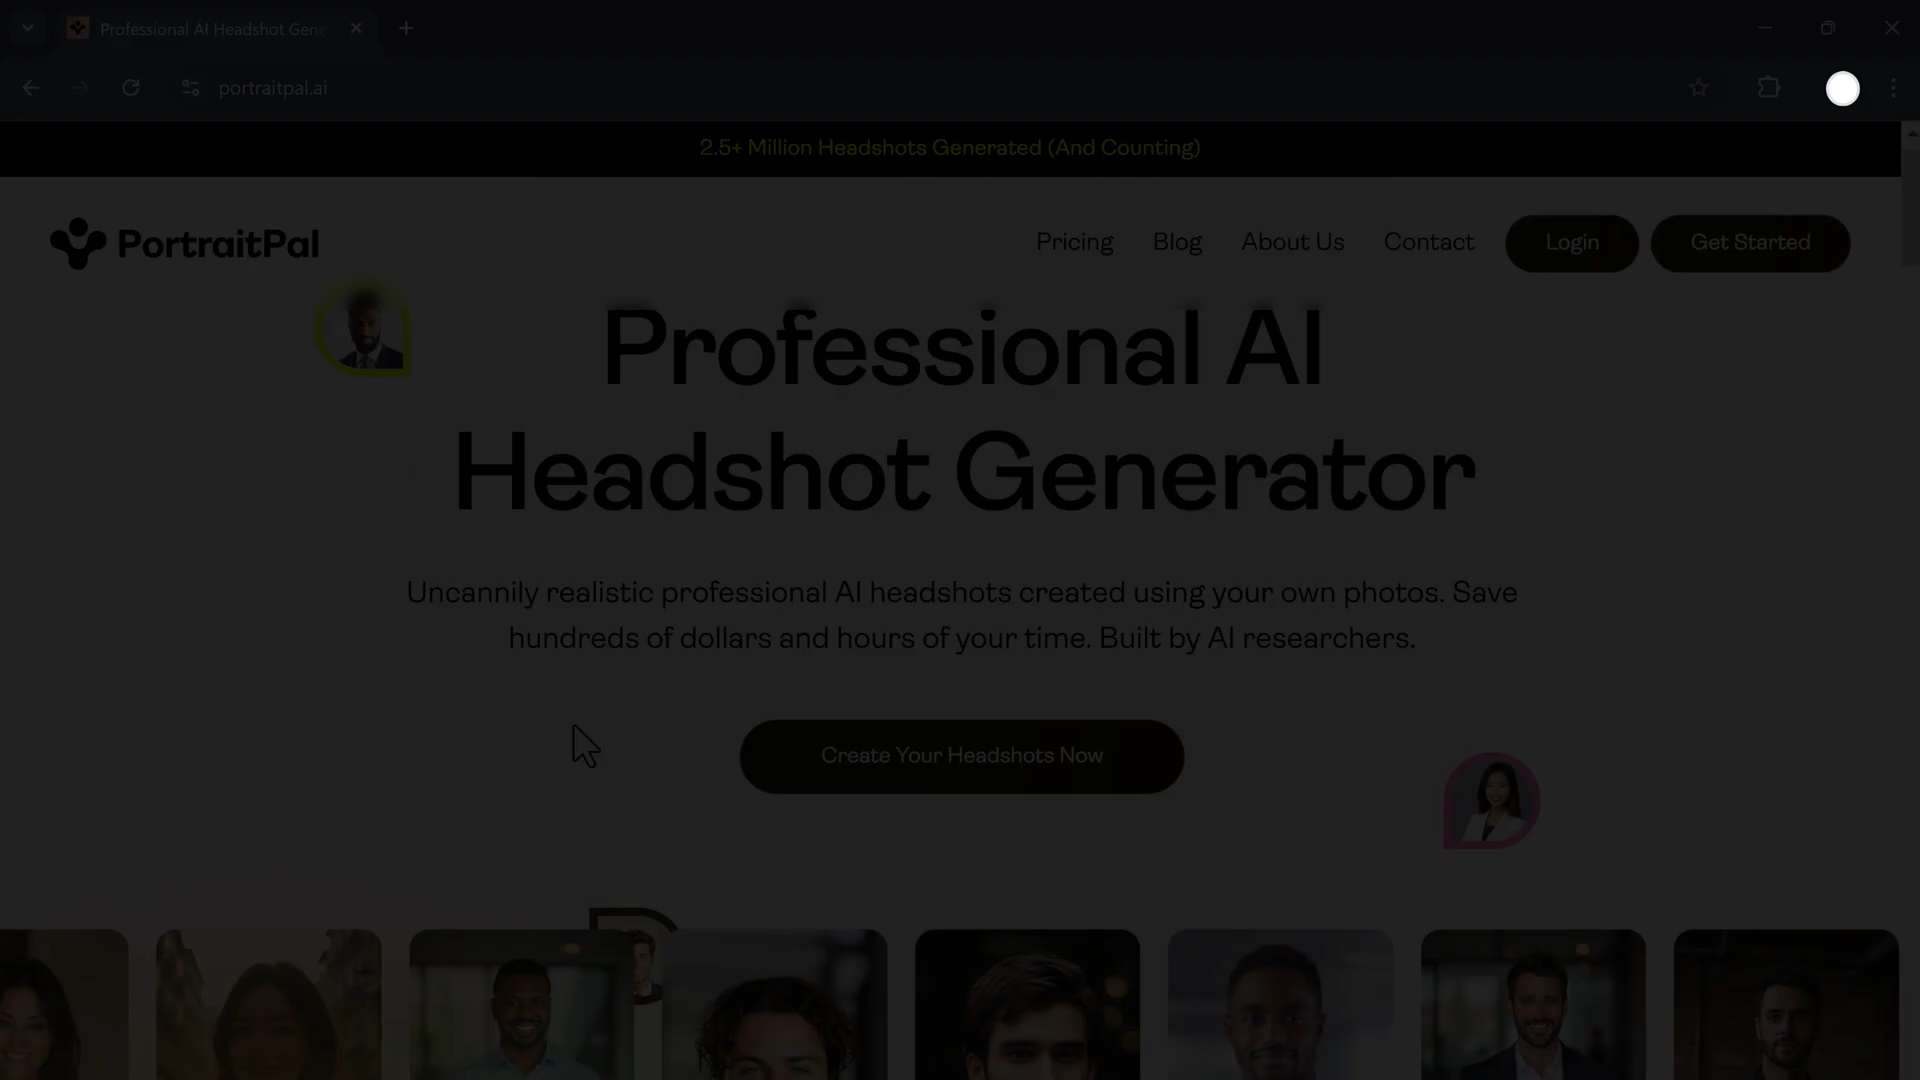 Professional AI Headshot Gene
portraitpal.ai
2.5+ Million Headshots Generated (And Counting)
PortraitPal
Pricing
Blog
About Us
Contact
Login
Get Started
Professional AI
Headshot Generator
Uncannily realistic professional AI headshots created using your own photos. Save
hundreds of dollars and hours of your time. Built by AI researchers.
Create Your Headshots Now